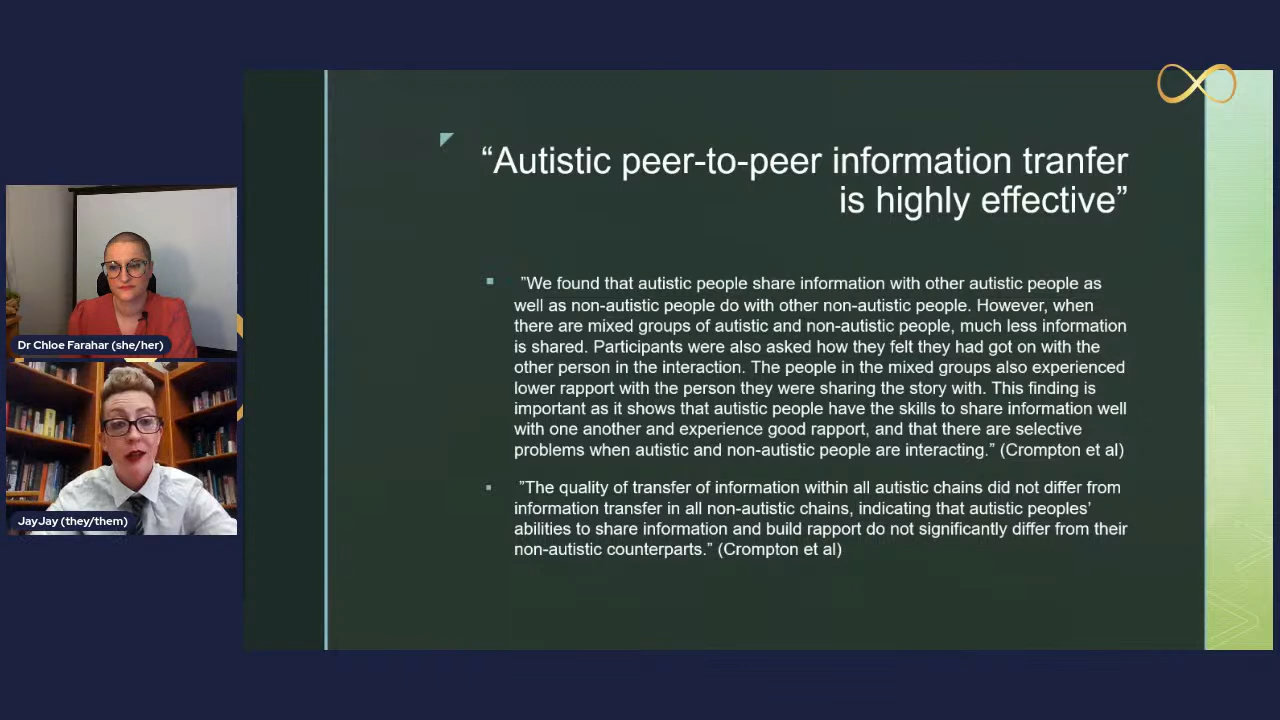 “Autistic peer-to-peer information tranfer
is highly effective”
”We found that autistic people share information with other autistic people as
well as non-autistic people do with other non-autistic people. However, when
there are mixed groups of autistic and non-autistic people, much less information
is shared. Participants were also asked how they felt they had got on with the
other person in the interaction. The people in the mixed groups also experienced
lower rapport with the person they were sharing the story with. This finding is
important as it shows that autistic people have the skills to share information well
with one another and experience good rapport, and that there are selective
problems when autistic and non-autistic people are interacting.” (Crompton et al)
”The quality of transfer of information within all autistic chains did not differ from
information transfer in all non-autistic chains, indicating that autistic peoples’
abilities to share information and build rapport do not significantly differ from their
non-autistic counterparts.” (Crompton et al)
Dr Chloe Farahar (she/her)
JayJay (they/them)